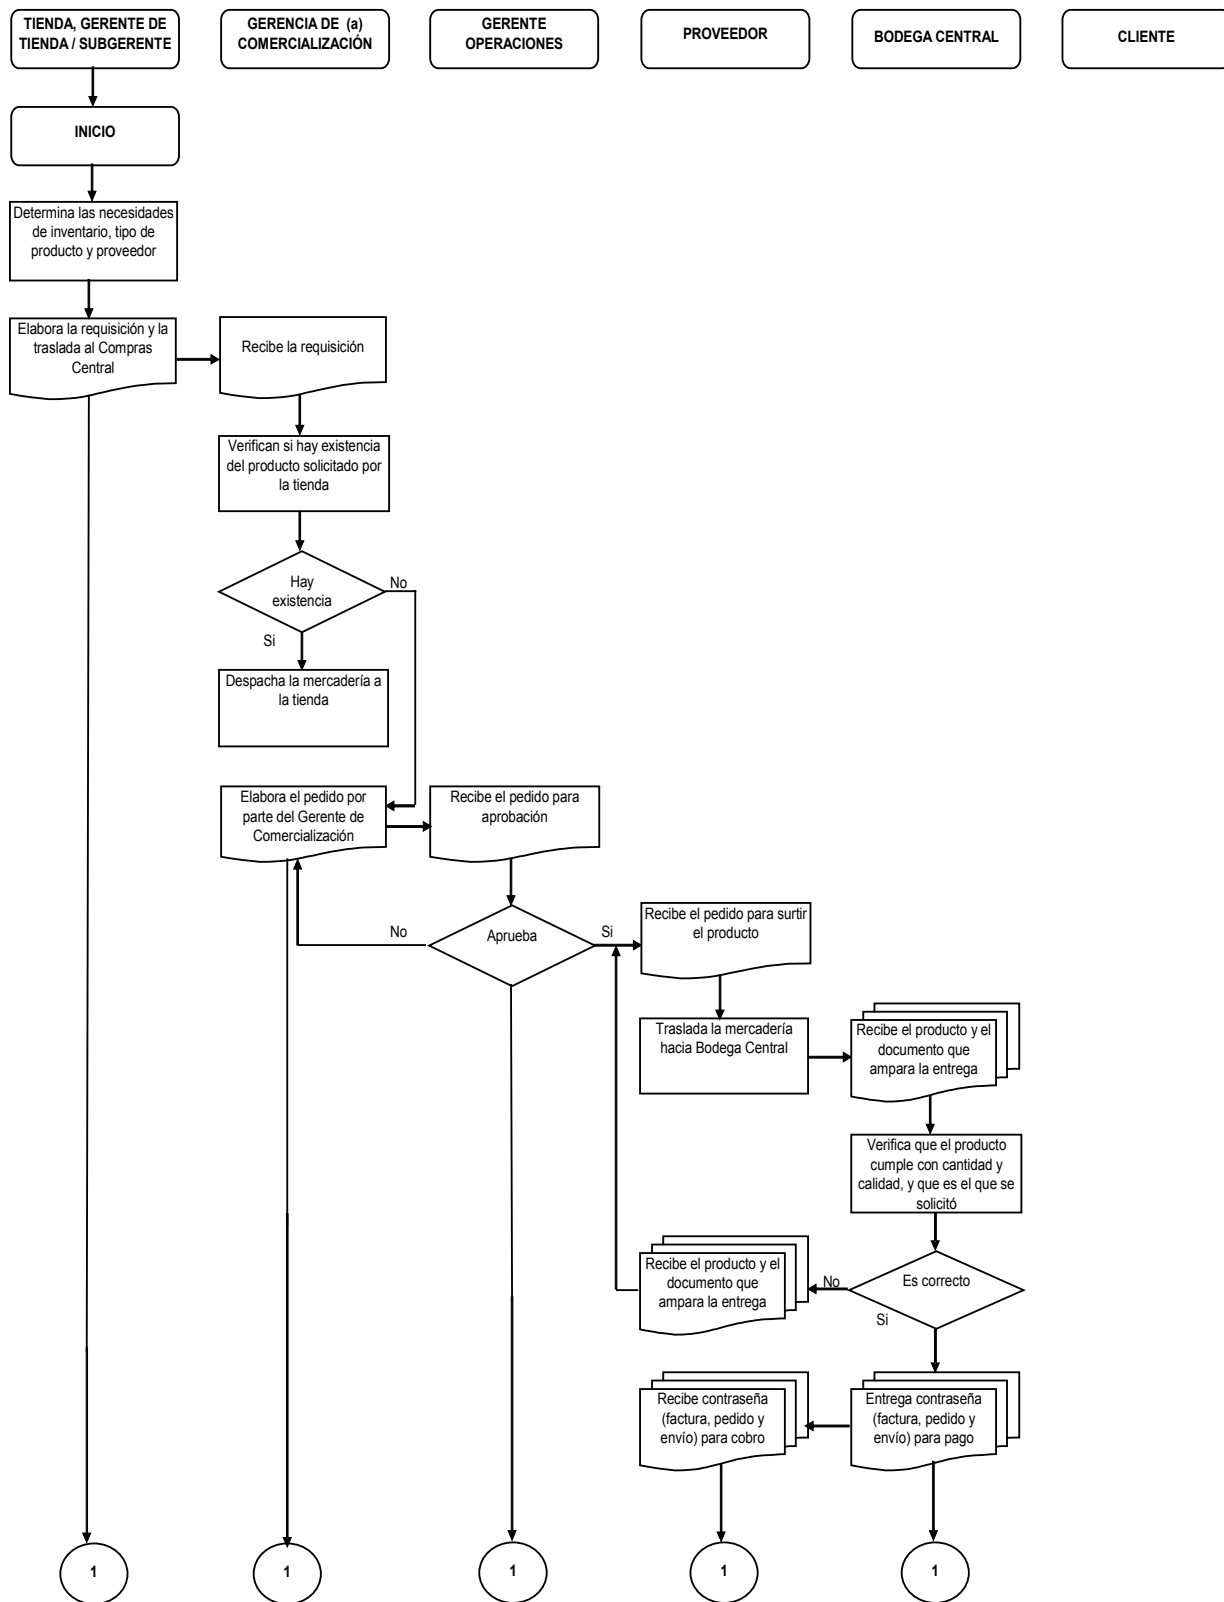 TIENDA, GERENTE DE
TIENDA / SUBGERENTE
GERENCIA DE (a)
COMERCIALIZACIÓN
GERENTE
OPERACIONES
PROVEEDOR
BODEGA CENTRAL
CLIENTE
INICIO
Determina las necesidades
de inventario, tipo de
producto y proveedor
Elabora la requisición y la
traslada al Compras
Central
Recibe la requisición
Verifican si hay existencia
del producto solicitado por
la tienda
Hay
existencia
No
Si
Despacha la mercadería a
la tienda
Elabora el pedido por
parte del Gerente de
Comercialización
Recibe el pedido para
aprobación
Aprueba
No
Si
Recibe el pedido para surtir
el producto
Traslada la mercadería
hacia Bodega Central
Recibe el producto y el
documento que
ampara la entrega
Verifica que el producto
cumple con cantidad y
calidad, y que es el que se
solicitó
Es correcto
No
Si
Recibe el producto y el
documento que
ampara la entrega
Recibe contraseña
(factura, pedido y
envío) para cobro
Entrega contraseña
(factura, pedido y
envío) para pago
1
1
1
1
1